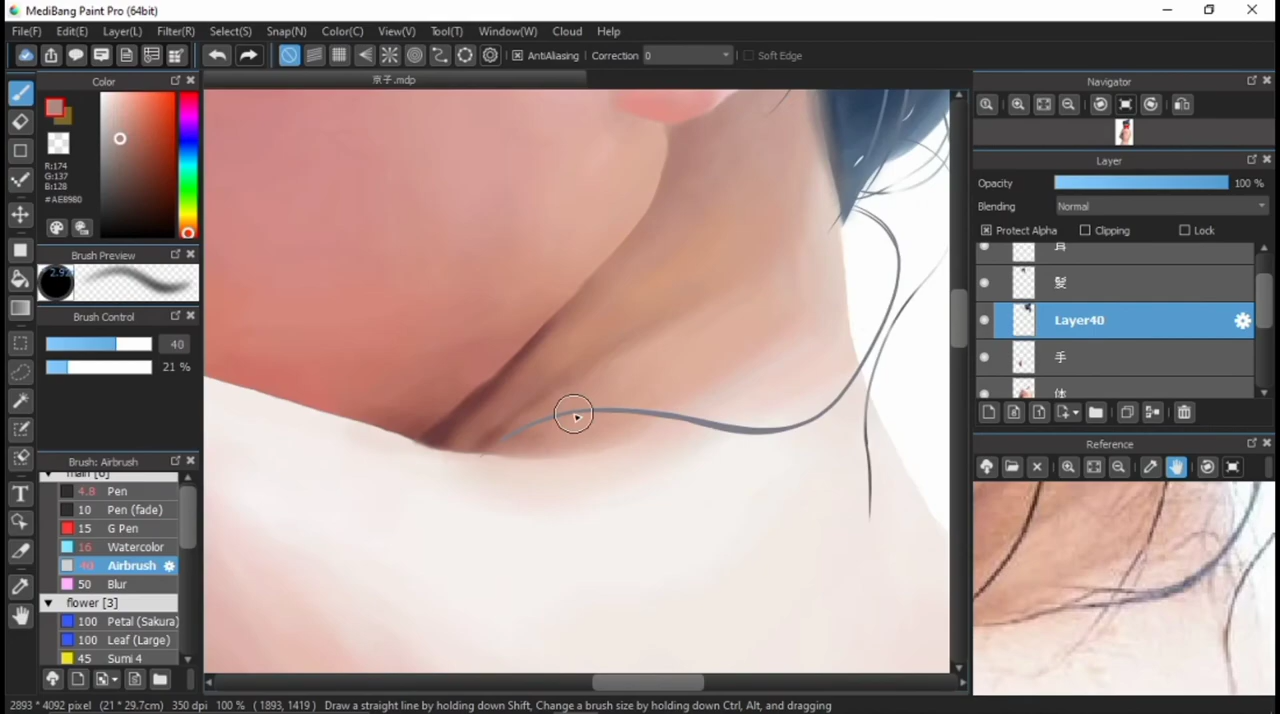 MediBang Paint Pro (64bit)
File(F) Edit(E) Layer(L) Filter(R) Select(S) Snap(N) Color(C) View(V) Tool(T) Window(W) Cloud Help
AntiAliasing Correction 0 Soft Edge
Color
京子.mdp
Navigator
R:174
G:137
B:128
#AE8980
Layer
Opacity 100 %
Blending Normal
Protect Alpha Clipping Lock
耳
髪
Layer40
手
体
Brush Preview
2.92
Brush Control
40
21 %
Brush: Airbrush
main [6]
4.8 Pen
10 Pen (fade)
15 G Pen
16 Watercolor
40 Airbrush
50 Blur
flower [3]
100 Petal (Sakura)
100 Leaf (Large)
45 Sumi 4
Reference
T
2893 * 4092 pixel (21 * 29.7cm) 350 dpi 100 % ( 1893, 1419 ) Draw a straight line by holding down Shift, Change a brush size by holding down Ctrl, Alt, and dragging